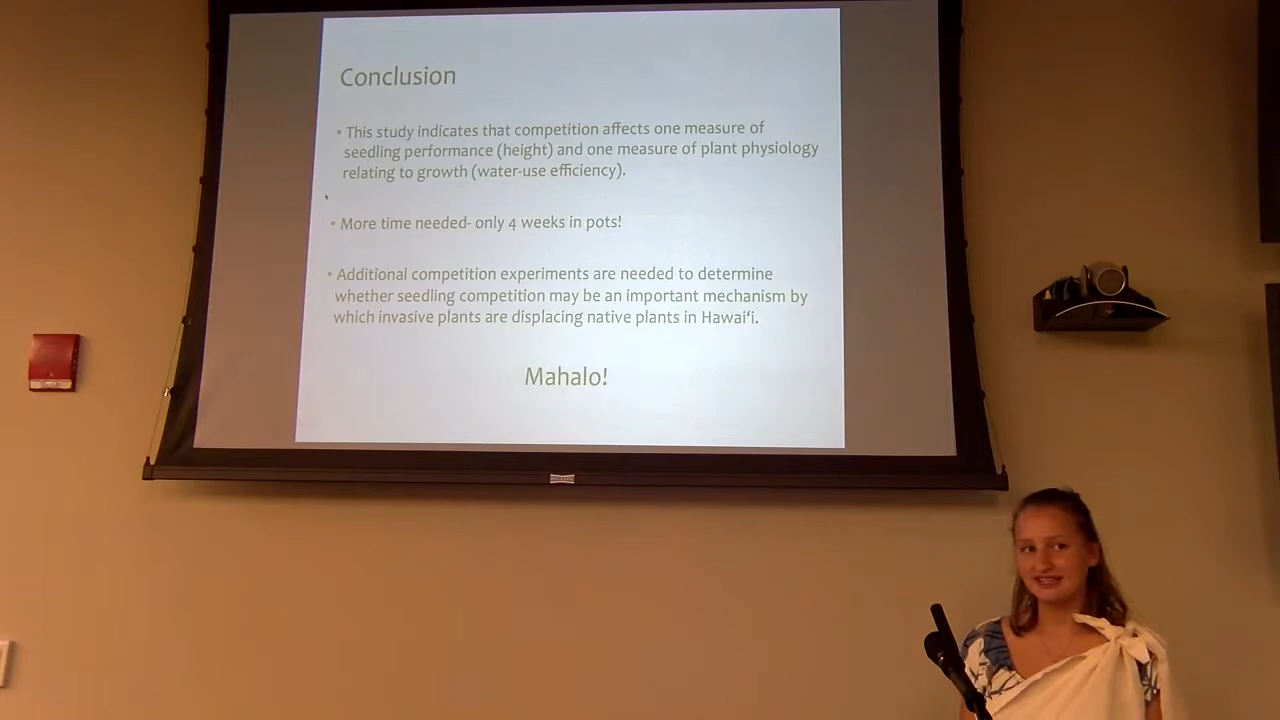 Conclusion
• This study indicates that competition affects one measure of
seedling performance (height) and one measure of plant physiology
relating to growth (water-use efficiency).
•
• More time needed- only 4 weeks in pots!
• Additional competition experiments are needed to determine
whether seedling competition may be an important mechanism by
which invasive plants are displacing native plants in Hawaiʻi.
Mahalo!